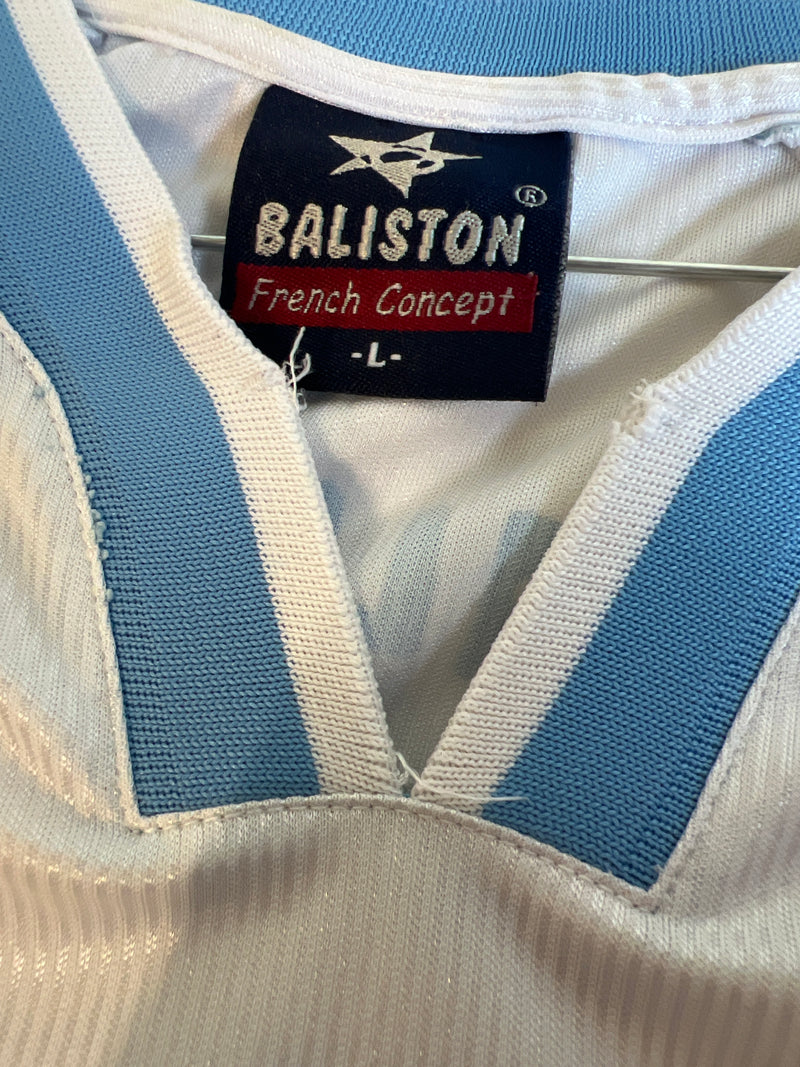 ®
BALISTON
French Concept
-L-